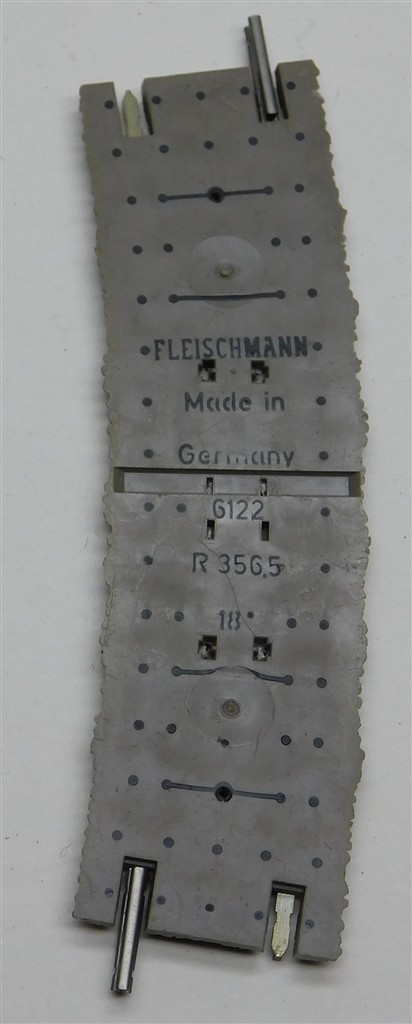 FLEISCHMANN
Made in
Germany
6122
R 356,5
18°